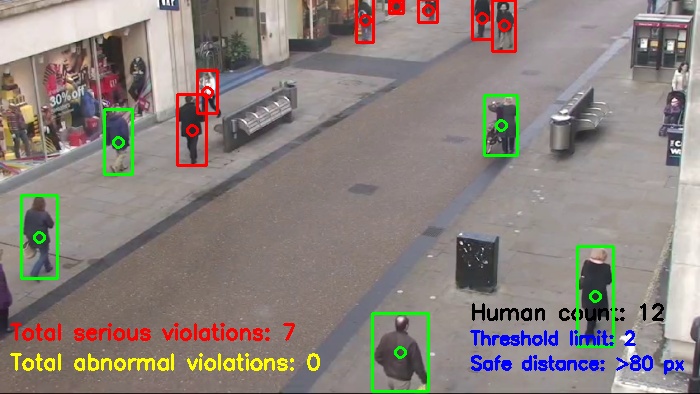 30% off
Human count: 12
Total serious violations: 7
Threshold limit: 2
Total abnormal violations: 0
Safe distance: >80 px